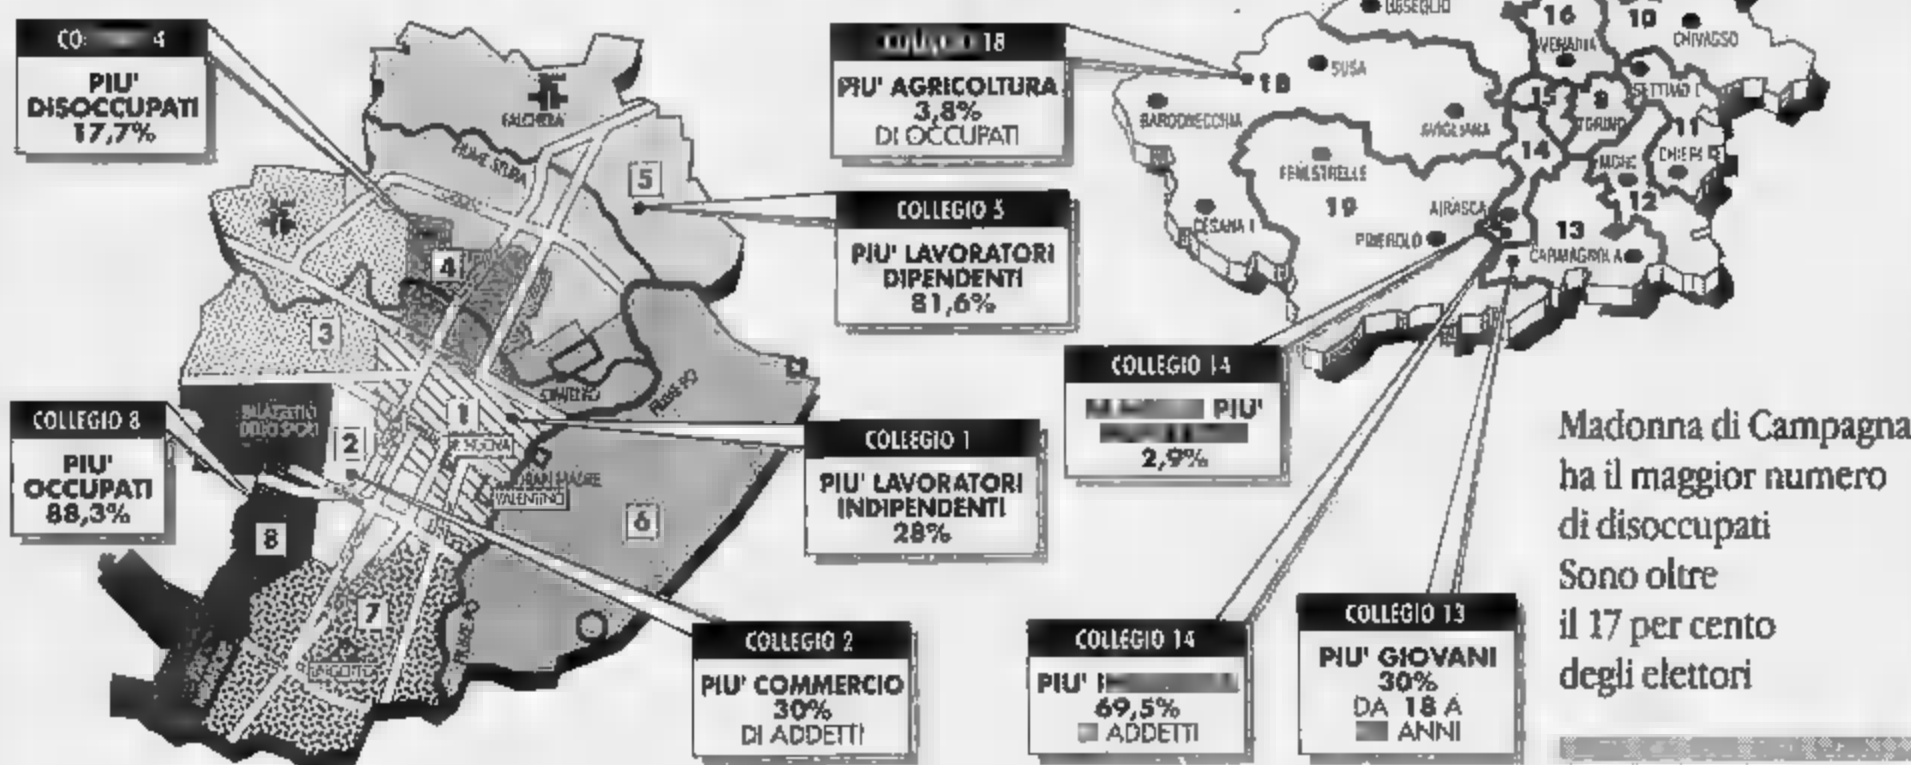 4
PIU'
DISOCCUPATI
17,7%
FALCHERA
FIUME STURA
5
4
3
COLLEGIO 8
PIU'
OCCUPATI
88,3%
PALAZZETTO
DELLO SPORT
2
1
FIUME PO
GRAN MADRE
VALENTINO
6
8
7
18
PIU' AGRICOLTURA
3,8%
DI OCCUPATI
COLLEGIO 5
PIU' LAVORATORI
DIPENDENTI
81,6%
COLLEGIO 1
PIU' LAVORATORI
INDIPENDENTI
28%
COLLEGIO 2
PIU' COMMERCIO
30%
DI ADDETTI
16
10
VENARIA
CHIVASSO
SUSA
18
BARDONECCHIA
AVIGLIANA
15
9
TORINO
SETTIMO
11
CHIERI
14
FENESTRELLE
19
AIRASCA
12
13
CESANA
PINEROLO
CARMAGNOLA
COLLEGIO 14
PIU'
2,9%
COLLEGIO 14
PIU'
69,5%
ADDETTI
COLLEGIO 13
PIU' GIOVANI
30%
DA 18 A
ANNI
Madonna di Campagna
ha il maggior numero
di disoccupati
Sono oltre
il 17 per cento
degli elettori